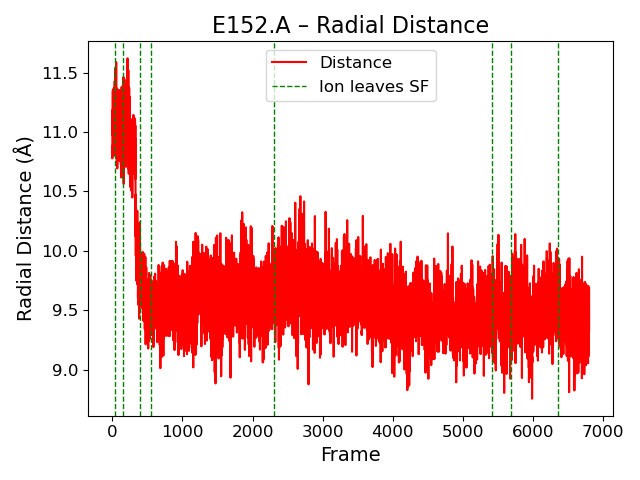 E152.A – Radial Distance
Distance
Ion leaves SF
Radial Distance (Å)
11.5
11.0
10.5
10.0
9.5
9.0
0 1000 2000 3000 4000 5000 6000 7000
Frame